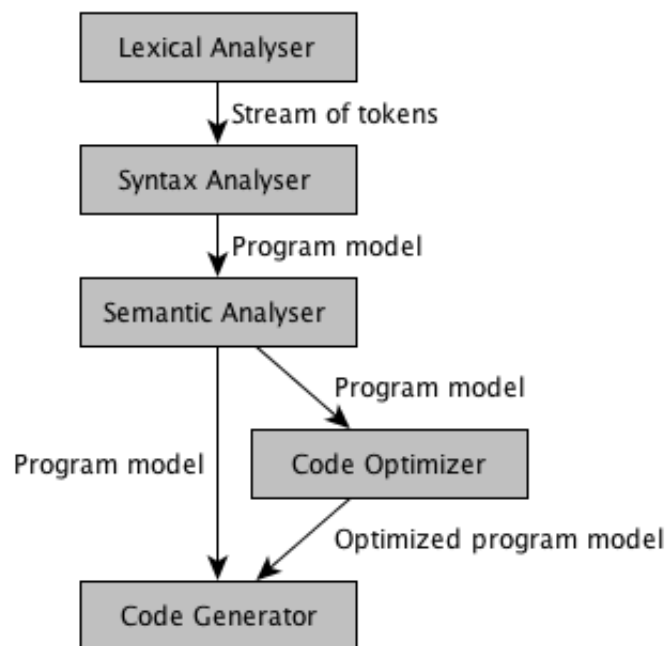 Lexical Analyser
Stream of tokens
Syntax Analyser
Program model
Semantic Analyser
Program model
Program model
Code Optimizer
Optimized program model
Code Generator